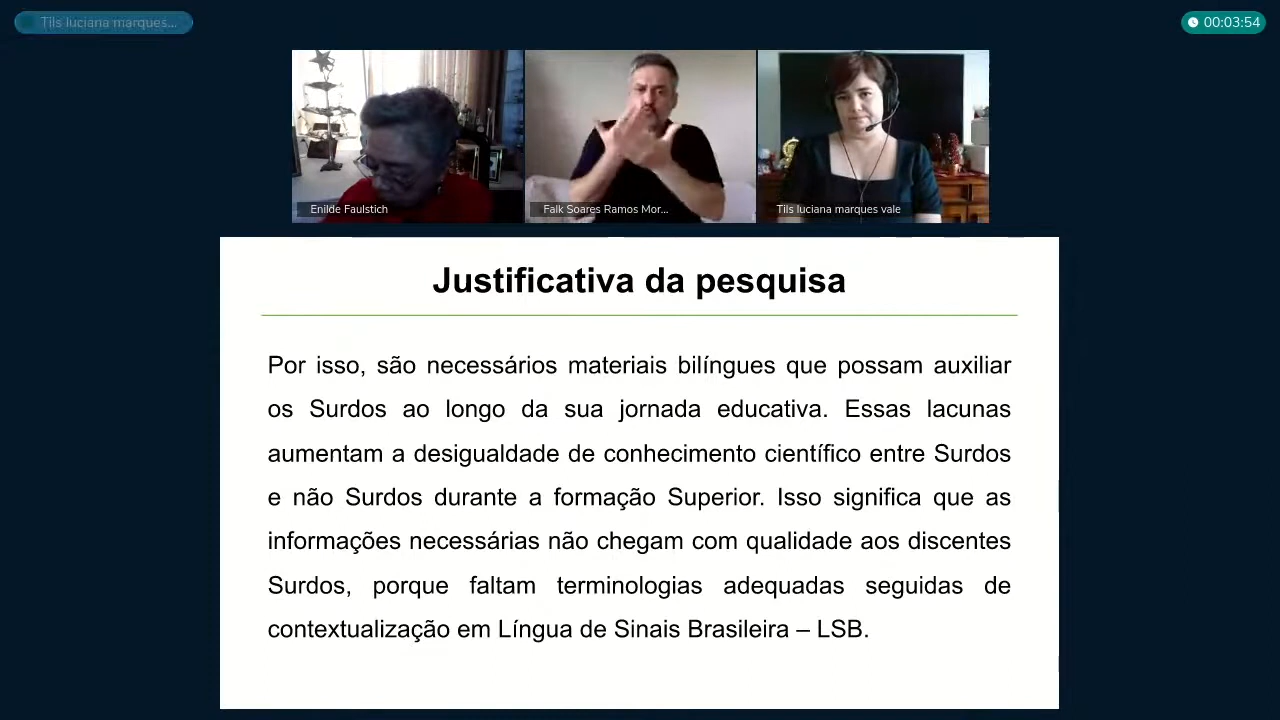 Tils luciana marques...
00:03:54
Enilde Faulstich
Falk Soares Ramos Mor...
Tils luciana marques vale
Justificativa da pesquisa
Por isso, são necessários materiais bilíngues que possam auxiliar
os Surdos ao longo da sua jornada educativa. Essas lacunas
aumentam a desigualdade de conhecimento científico entre Surdos
e não Surdos durante a formação Superior. Isso significa que as
informações necessárias não chegam com qualidade aos discentes
Surdos, porque faltam terminologias adequadas seguidas de
contextualização em Língua de Sinais Brasileira – LSB.